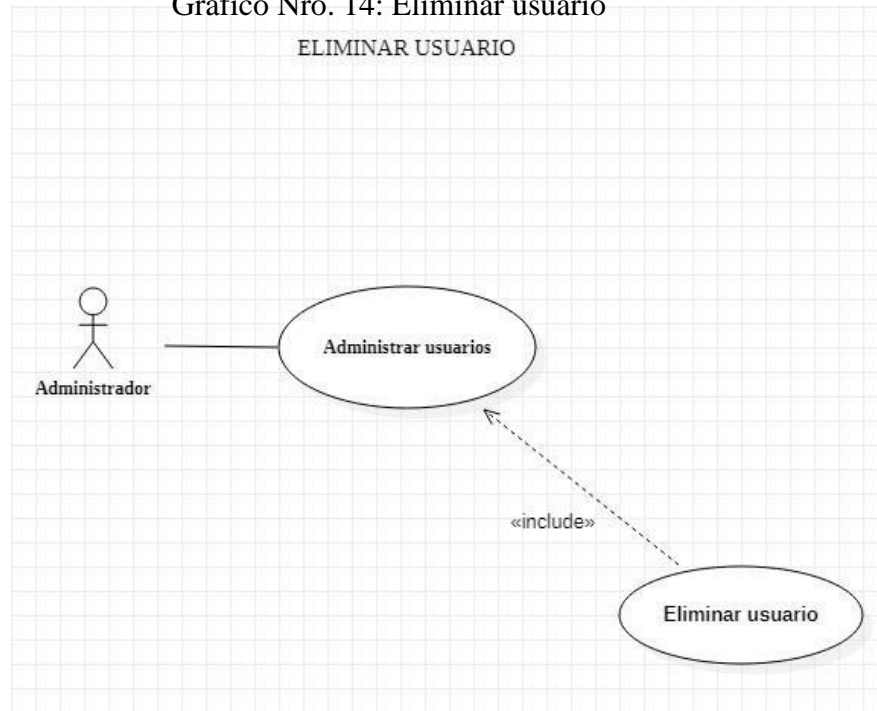 Gráfico Nro. 14: Eliminar usuario
ELIMINAR USUARIO
Administrar usuarios
Administrador
«include»
Eliminar usuario